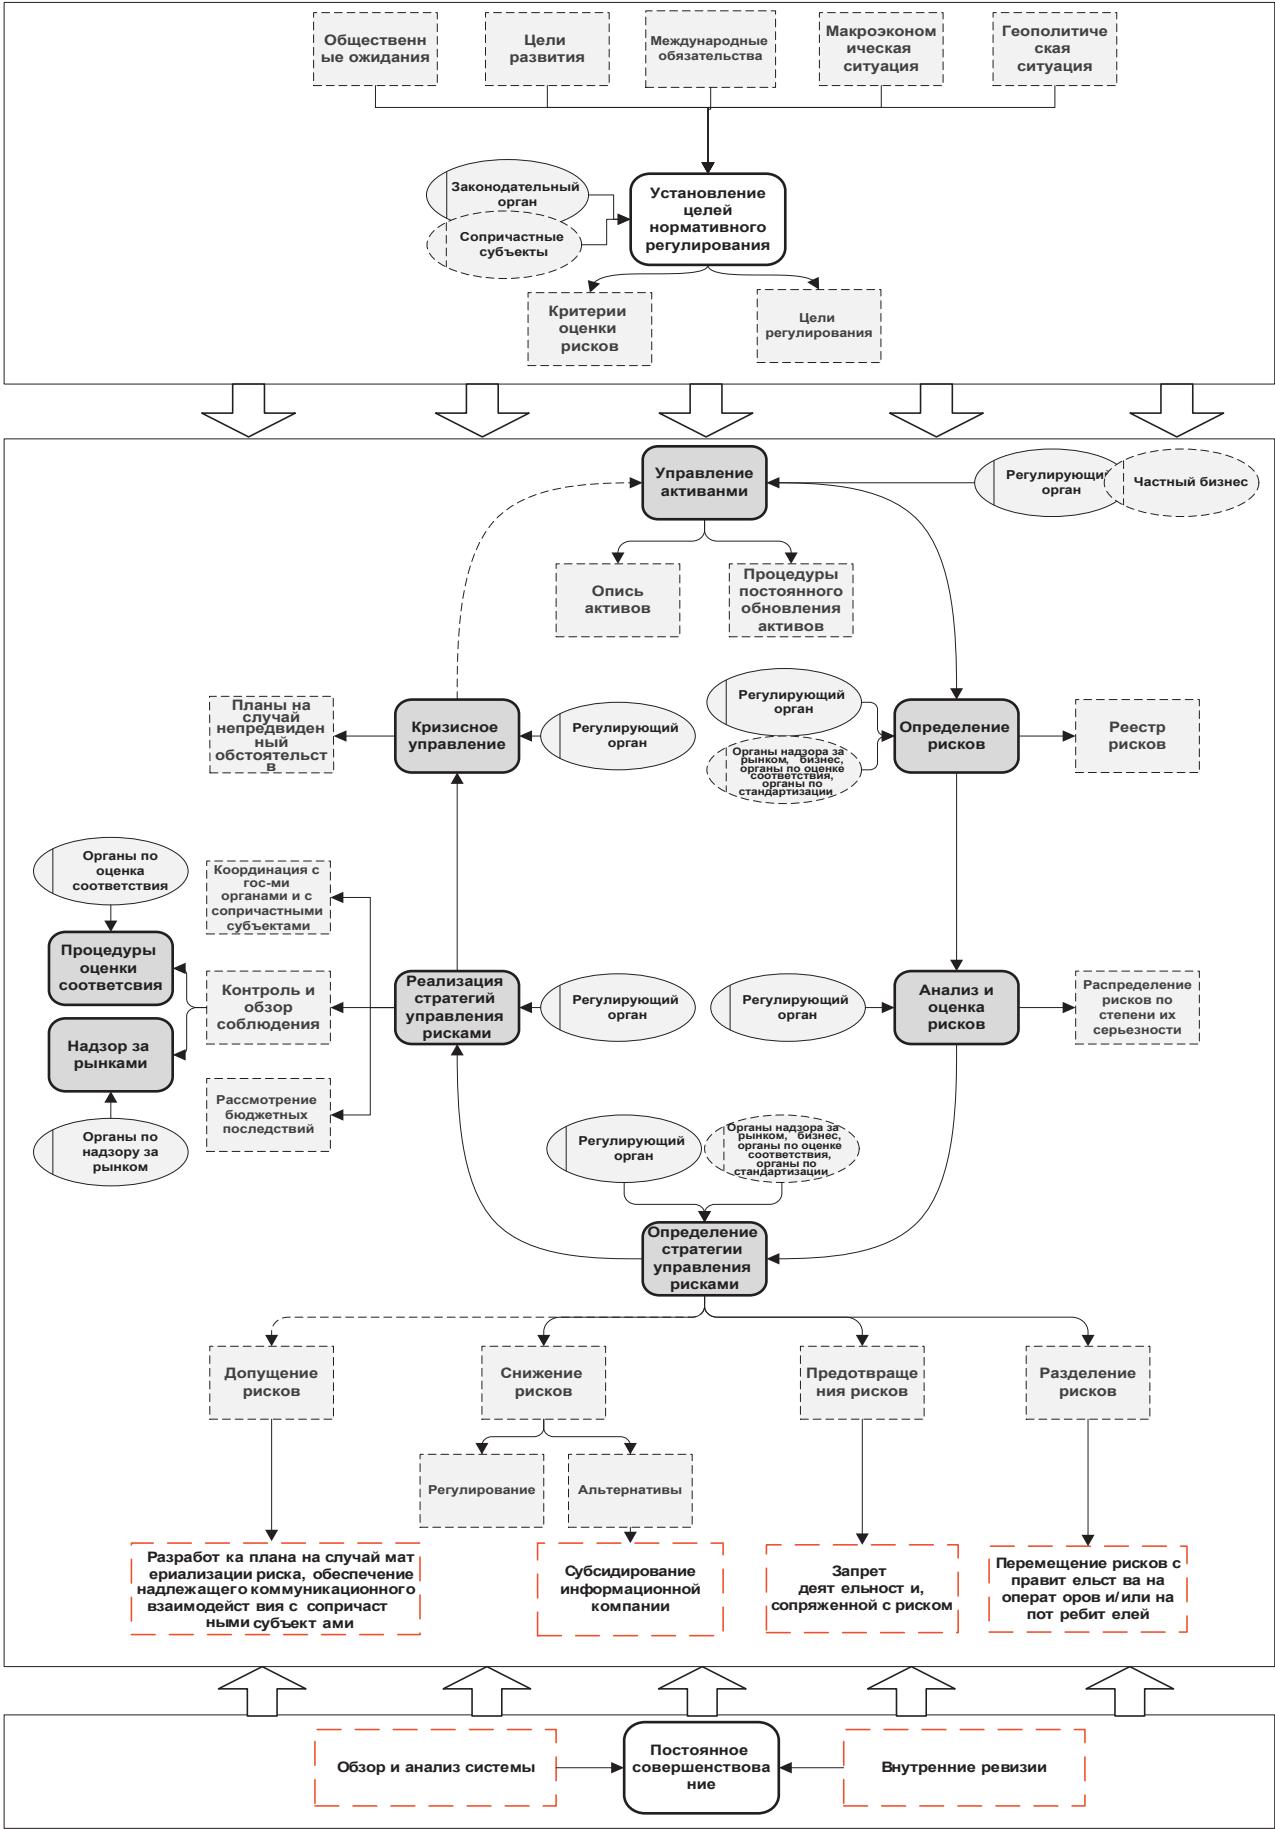 Общественн
ые ожидания
Цели
развития
Международные
обязательства
Макроэконом
ическая
ситуация
Геополитиче
ская
ситуация
Законодательный
орган
Сопричастные
субъекты
Установление
целей
нормативного
регулирования
Критерии
оценки
рисков
Цели
регулирования
Управление
активанми
Регулирующи
орган
Частный бизнес
Опись
активов
Процедуры
постоянного
обновления
активов
Планы на
случай
непредвиден
ный
обстоятельст
в
Кризисное
управление
Регулирующий
орган
Регулирующий
орган
Органы надзора за
рынком, бизнес,
органы по оценке
соответствия,
органы по
стандартизации
Определение
рисков
Реестр
рисков
Органы по
оценка
соответствия
Координация с
гос-ми
органами и с
сопричастными
субъектами
Процедуры
оценки
соответсвия
Контроль и
обзор
соблюдения
Надзор за
рынками
Рассмотрение
бюджетных
последствий
Органы по
надзору за
рынком
Реализация
стратегий
управления
рисками
Регулирующий
орган
Регулирующий
орган
Анализ и
оценка
рисков
Распределение
рисков по
степени их
серьезности
Регулирующий
орган
Органы надзора за
рынком, бизнес,
органы по оценке
соответствия,
органы по
стандартизации
Определение
стратегии
управления
рисками
Допущение
рисков
Снижение
рисков
Предотвраще
ния рисков
Разделение
рисков
Регулирование
Альтернативы
Разработ ка плана на случай мат
ериализации риска, обеспечение
надлежащего коммуникационного
взаимодейст вия с сопричаст
ными субъект ами
Субсидирование
информационной
компании
Запрет
деят ельност и,
сопряженной с риском
Перемещение рисков с
правит ельст ва на
операт оров и/или на
пот ребит елей
Обзор и анализ системы
Постоянное
совершенствова
ние
Внутренние ревизии